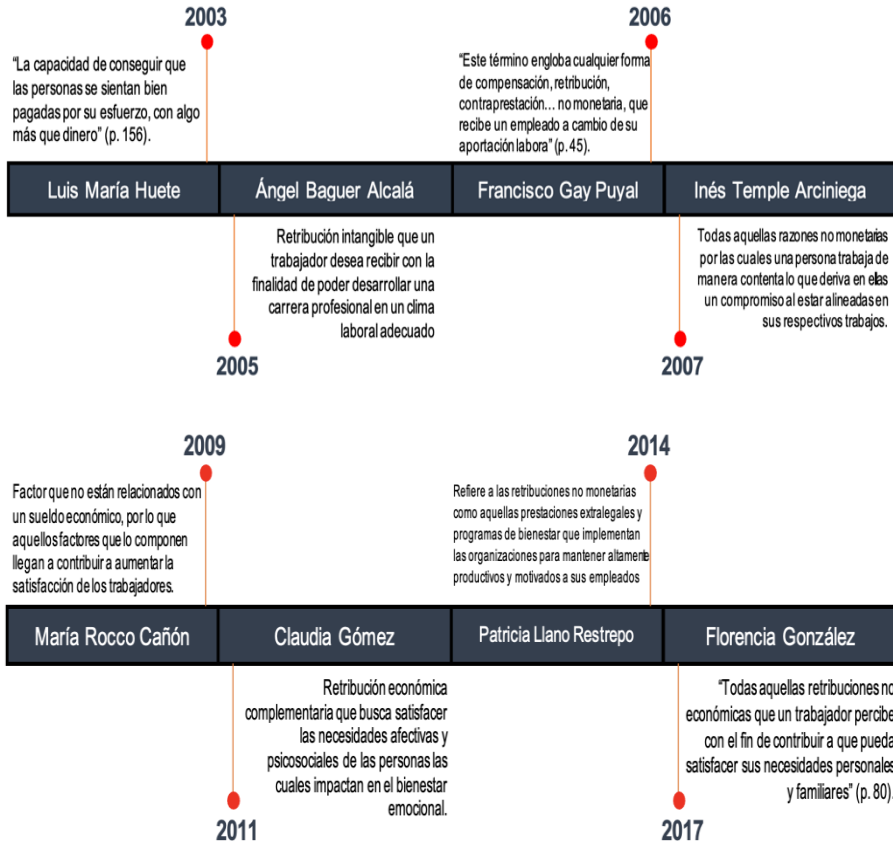 2003
2006
“La capacidad de conseguir que
las personas se sientan bien
pagadas por su esfuerzo, con algo
más que dinero” (p. 156).
“Este término engloba cualquier forma
de compensación, retribución,
contraprestación… no monetaria, que
recibe un empleado a cambio de su
aportación labora” (p. 45).
Luis María Huete
Ángel Baguer Alcalá
Francisco Gay Puyal
Inés Temple Arciniega
Retribución intangible que un
trabajador desea recibir con la
finalidad de poder desarrollar una
carrera profesional en un clima
laboral adecuado
Todas aquellas razones no monetarias
por las cuales una persona trabaja de
manera contenta lo que deriva en ellas
un compromiso al estar alineadas en
sus respectivos trabajos.
2005
2007
2009
2014
Factor que no están relacionados con
un sueldo económico, por lo que
aquellos factores que lo componen
llegan a contribuir a aumentar la
satisfacción de los trabajadores.
Refiere a las retribuciones no monetarias
como aquellas prestaciones extralegales y
programas de bienestar que implementan
las organizaciones para mantener altamente
productivos y motivados a sus empleados
María Rocco Cañón
Claudia Gómez
Patricia Llano Restrepo
Florencia González
Retribución económica
complementaria que busca satisfacer
las necesidades afectivas y
psicosociales de las personas las
cuales impactan en el bienestar
emocional.
“Todas aquellas retribuciones no
económicas que un trabajador percibe
con el fin de contribuir a que pueda
satisfacer sus necesidades personales
y familiares” (p. 80).
2011
2017